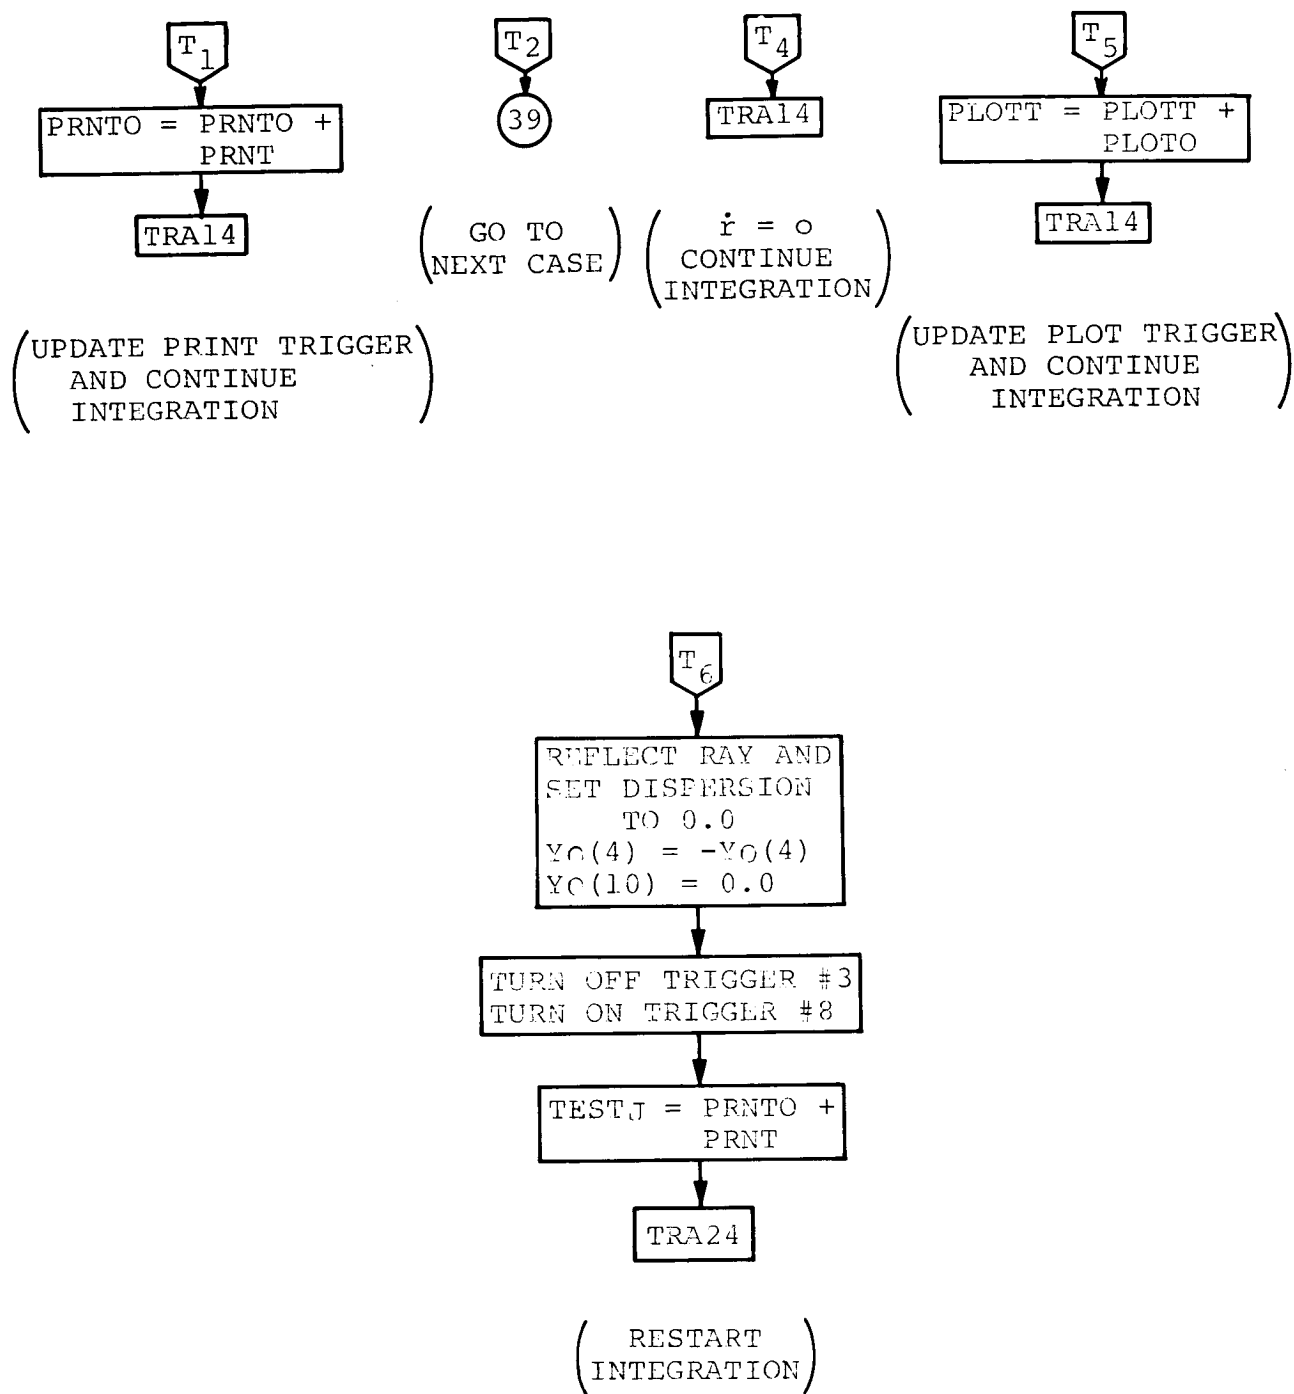 T1
PRNTO = PRNTO +
PRNT
TRA14
(UPDATE PRINT TRIGGER
AND CONTINUE
INTEGRATION)
T2
39
(GO TO
NEXT CASE)
T4
TRA14
(ṙ = o
CONTINUE
INTEGRATION)
T5
PLOTT = PLOTT +
PLOTO
TRA14
(UPDATE PLOT TRIGGER
AND CONTINUE
INTEGRATION)
T6
REFLECT RAY AND
SET DISPERSION
TO 0.0
YO(4) = -YO(4)
YO(10) = 0.0
TURN OFF TRIGGER #3
TURN ON TRIGGER #8
TESTJ = PRNTO +
PRNT
TRA24
(RESTART
INTEGRATION)